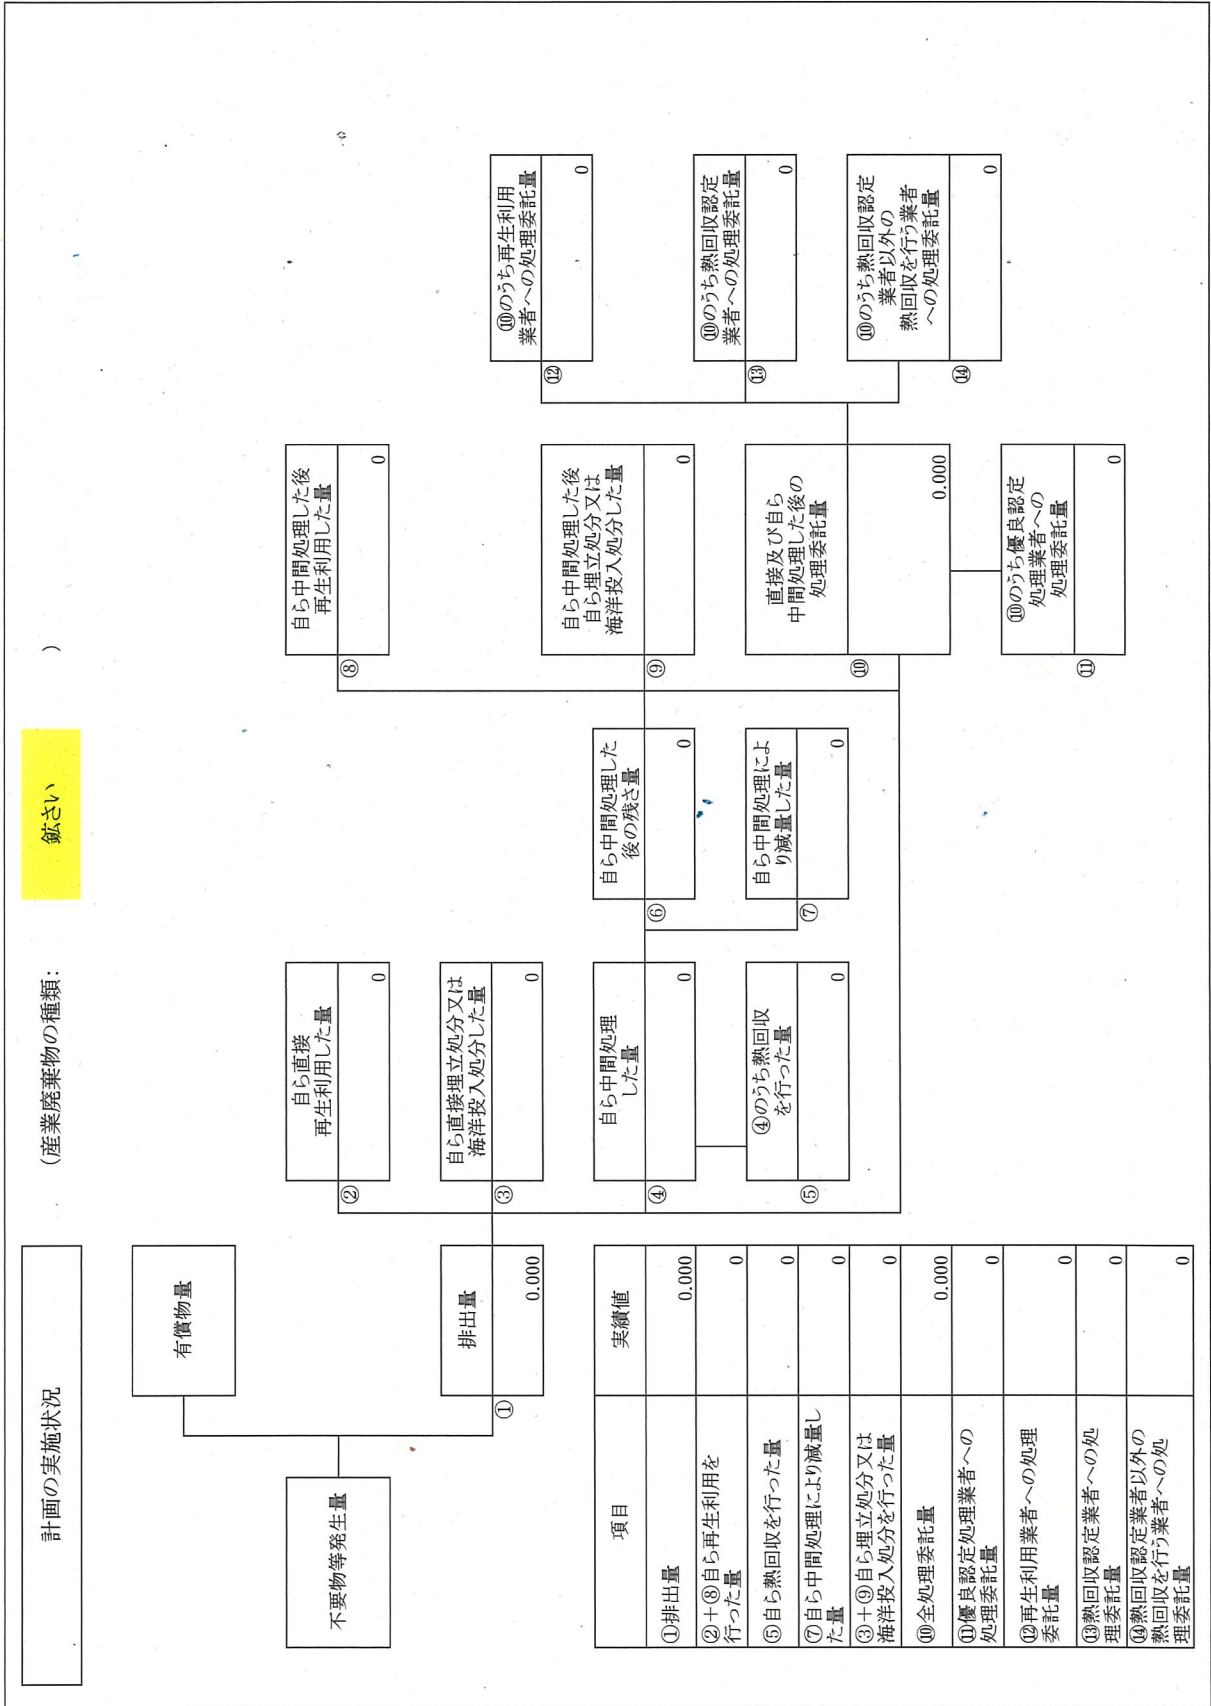 計画の実施状況
(産業廃棄物の種類: 鉱さい )
有償物量
不要物等発生量
排出量
①
0.000
自ら直接
再生利用した量
②
0
自ら直接埋立処分又は
海洋投入処分した量
③
0
自ら中間処理
した量
④
0
④のうち熱回収
を行った量
⑤
0
自ら中間処理した
後の残さ量
⑥
0
自ら中間処理によ
り減量した量
⑦
0
自ら中間処理した後
再生利用した量
⑧
0
自ら中間処理した後
自ら埋立処分又は
海洋投入処分した量
⑨
0
直接及び自ら
中間処理した後の
処理委託量
⑩
0.000
⑩のうち優良認定
処理業者への
処理委託量
⑪
0
⑩のうち再生利用
業者への処理委託量
⑫
0
⑩のうち熱回収認定
業者への処理委託量
⑬
0
⑩のうち熱回収認定
業者以外の
熱回収を行う業者
への処理委託量
⑭
0
項目 実績値
①排出量 0.000
②+⑧自ら再生利用を
行った量 0
⑤自ら熱回収を行った量 0
⑦自ら中間処理により減量し
た量 0
③+⑨自ら埋立処分又は
海洋投入処分を行った量 0
⑩全処理委託量 0.000
⑪優良認定処理業者への
処理委託量 0
⑫再生利用業者への処理
委託量 0
⑬熱回収認定業者への処
理委託量 0
⑭熱回収認定業者以外の
熱回収を行う業者への処
理委託量 0